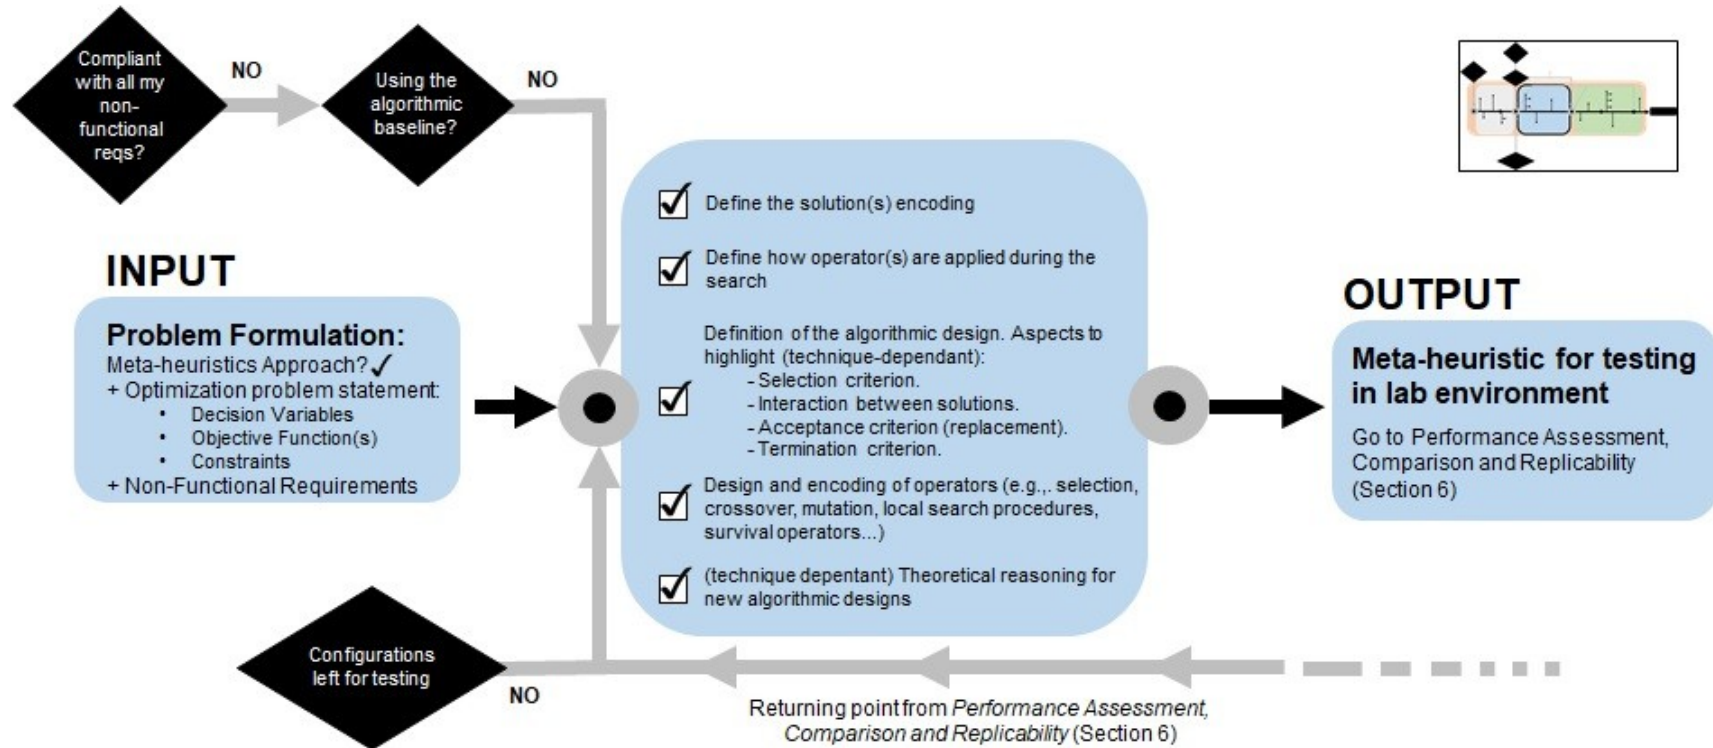 Compliant
with all my
non-
functional
reqs?
NO
Using the
algorithmic
baseline?
NO
INPUT
Problem Formulation:
Meta-heuristics Approach? ✓
+ Optimization problem statement:
• Decision Variables
• Objective Function(s)
• Constraints
+ Non-Functional Requirements
Define the solution(s) encoding
Define how operator(s) are applied during the
search
Definition of the algorithmic design. Aspects to
highlight (technique-dependant):
- Selection criterion.
- Interaction between solutions.
- Acceptance criterion (replacement).
- Termination criterion.
Design and encoding of operators (e.g.,. selection,
crossover, mutation, local search procedures,
survival operators...)
(technique depentant) Theoretical reasoning for
new algorithmic designs
OUTPUT
Meta-heuristic for testing
in lab environment
Go to Performance Assessment,
Comparison and Replicability
(Section 6)
Configurations
left for testing
NO
Returning point from Performance Assessment,
Comparison and Replicability (Section 6)